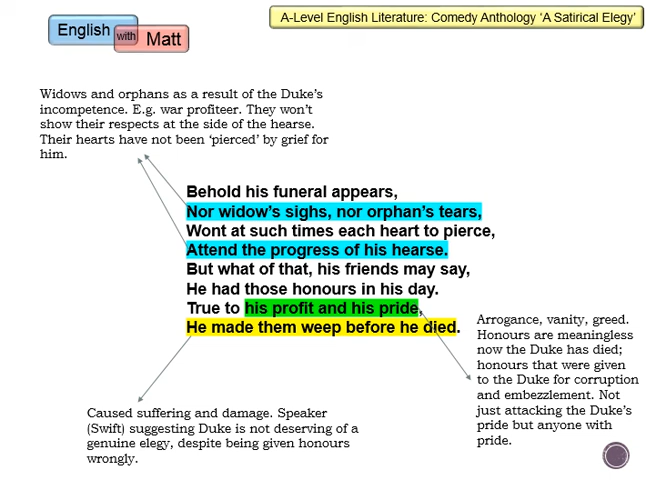 English with Matt
A-Level English Literature: Comedy Anthology ‘A Satirical Elegy’
Widows and orphans as a result of the Duke’s
incompetence. E.g. war profiteer. They won’t
show their respects at the side of the hearse.
Their hearts have not been ‘pierced’ by grief for
him.
Behold his funeral appears,
Nor widow’s sighs, nor orphan’s tears,
Wont at such times each heart to pierce,
Attend the progress of his hearse.
But what of that, his friends may say,
He had those honours in his day.
True to his profit and his pride,
He made them weep before he died.
Arrogance, vanity, greed.
Honours are meaningless
now the Duke has died;
honours that were given
to the Duke for corruption
and embezzlement. Not
just attacking the Duke’s
pride but anyone with
pride.
Caused suffering and damage. Speaker
(Swift) suggesting Duke is not deserving of a
genuine elegy, despite being given honours
wrongly.